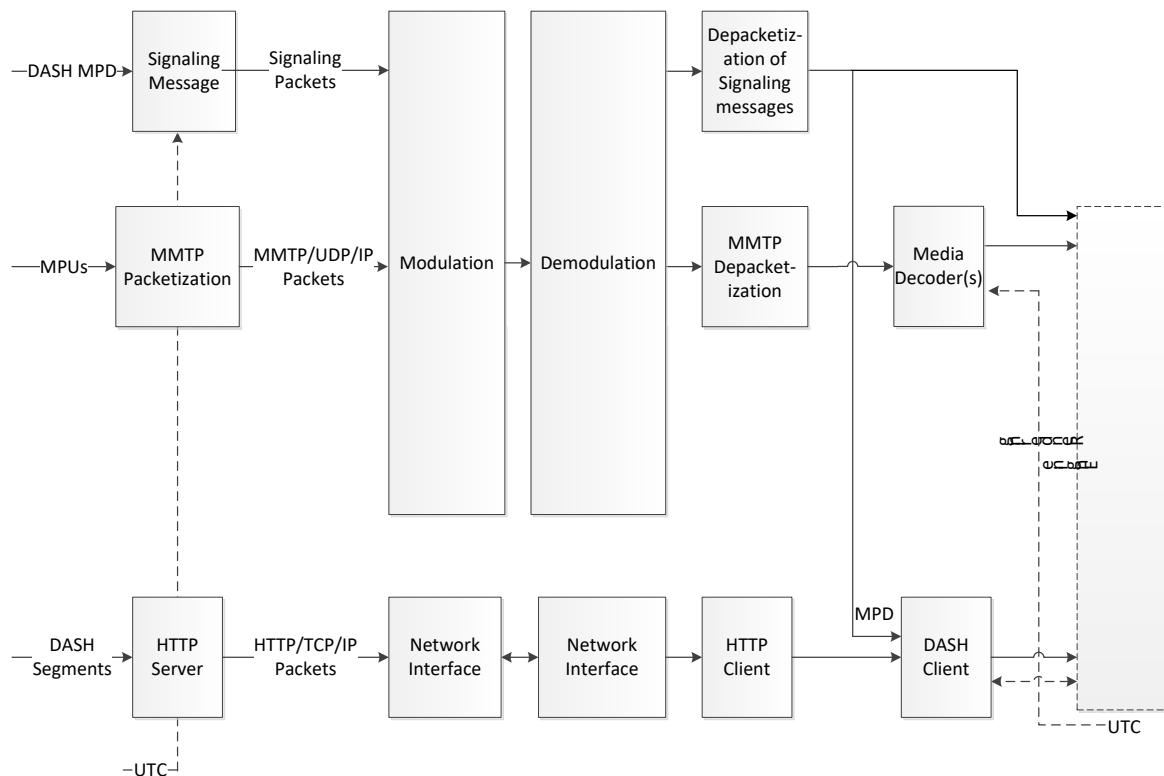 DASH MPD
Signaling
Message
Signaling
Packets
Depacketiz-
ation of
Signaling
messages
MPUs
MMTP
Packetization
MMTP/UDP/IP
Packets
Modulation
Demodulation
MMTP
Depacket-
ization
Media
Decoder(s)
DASH
Segments
HTTP
Server
HTTP/TCP/IP
Packets
Network
Interface
Network
Interface
HTTP
Client
MPD
DASH
Client
UTC
UTC